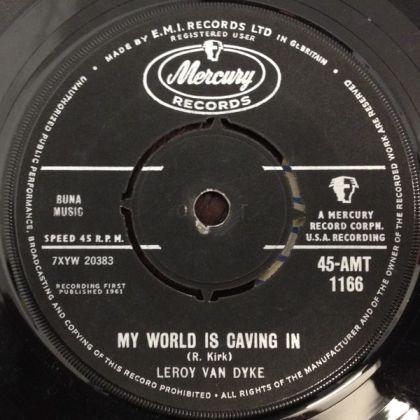 MADE BY E.M.I. RECORDS LTD IN GT.BRITAIN
REGISTERED USER
Mercury
RECORDS
BUNA
MUSIC
SPEED 45 R.P.M.
7XYW 20383
RECORDING FIRST
PUBLISHED 1961
A MERCURY
RECORD CORPN.
U.S.A. RECORDING
45-AMT
1166
MY WORLD IS CAVING IN
(R. Kirk)
LEROY VAN DYKE
ALL RIGHTS OF THE MANUFACTURER AND OF THE OWNER OF THE RECORDED WORK ARE RESERVED
UNAUTHORIZED PUBLIC PERFORMANCE, BROADCASTING AND COPYING OF THIS RECORD PROHIBITED